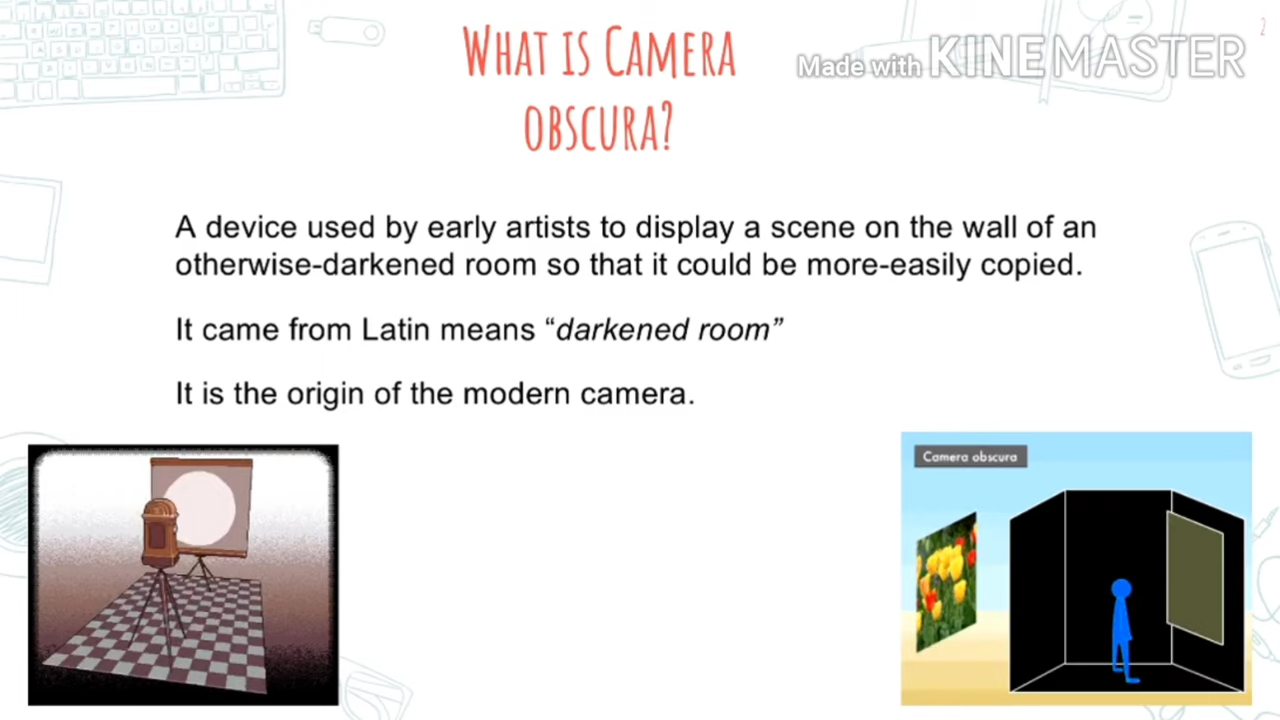 WHAT IS CAMERA
OBSCURA?
Made with KINEMASTER
2
A device used by early artists to display a scene on the wall of an
otherwise-darkened room so that it could be more-easily copied.
It came from Latin means “darkened room”
It is the origin of the modern camera.
Camera obscura